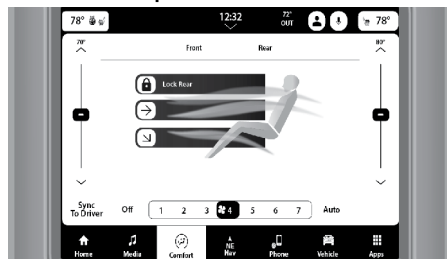 78°
12:32
72°
OUT
78°
70°
Front
Rear
80°
Lock Rear
Sync
To Driver
Off
1 2 3 4 5 6 7
Auto
Home
Media
Comfort
NE
Nav
Phone
Vehicle
Apps